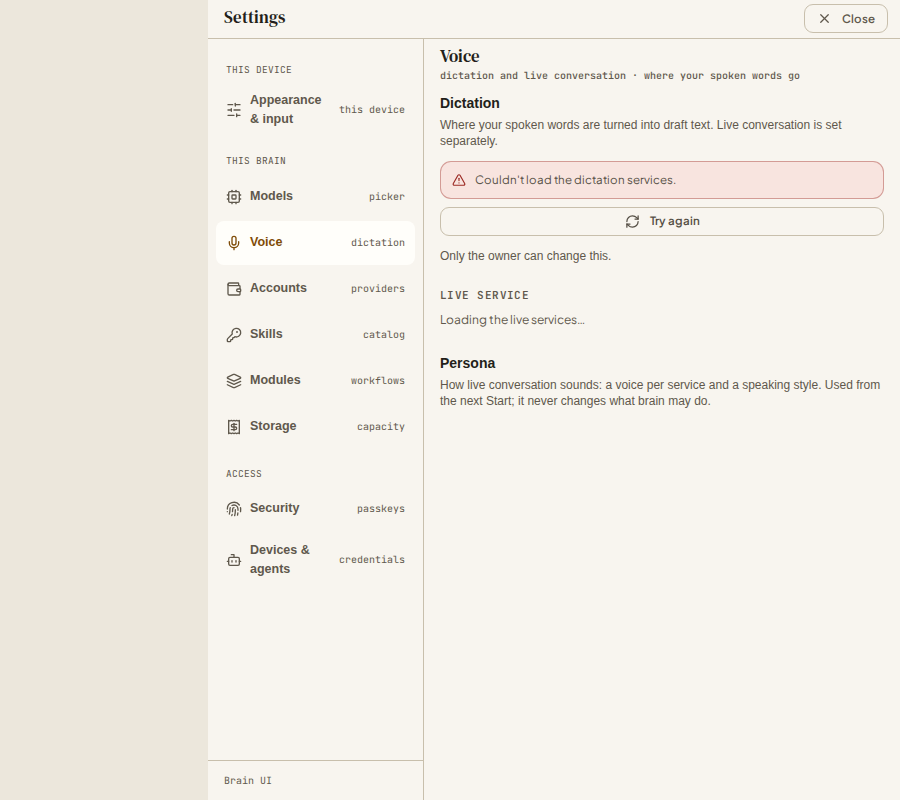 Settings
Close
THIS DEVICE
Appearance & input
this device
THIS BRAIN
Models
picker
Voice
dictation
Accounts
providers
Skills
catalog
Modules
workflows
Storage
capacity
ACCESS
Security
passkeys
Devices & agents
credentials
Brain UI
Voice
dictation and live conversation · where your spoken words go
Dictation
Where your spoken words are turned into draft text. Live conversation is set
separately.
Couldn't load the dictation services.
Try again
Only the owner can change this.
LIVE SERVICE
Loading the live services…
Persona
How live conversation sounds: a voice per service and a speaking style. Used from
the next Start; it never changes what brain may do.